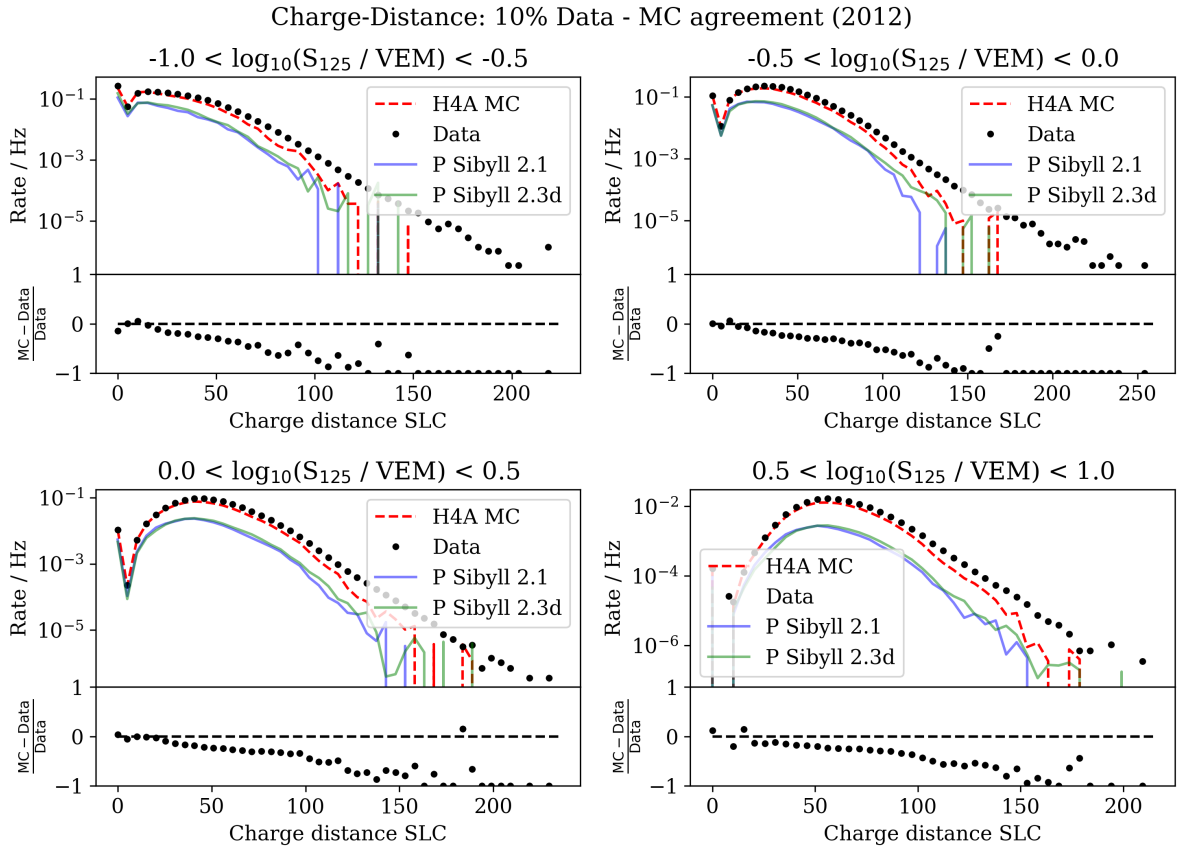 Charge-Distance: 10% Data - MC agreement (2012)
-1.0 < log₁₀(S₁₂₅ / VEM) < -0.5
10⁻¹
10⁻³
10⁻⁵
Rate / Hz
H4A MC
Data
P Sibyll 2.1
P Sibyll 2.3d
1
0
−1
MC − Data
Data
0 50 100 150 200
Charge distance SLC
-0.5 < log₁₀(S₁₂₅ / VEM) < 0.0
10⁻¹
10⁻³
10⁻⁵
Rate / Hz
H4A MC
Data
P Sibyll 2.1
P Sibyll 2.3d
1
0
−1
MC − Data
Data
0 50 100 150 200 250
Charge distance SLC
0.0 < log₁₀(S₁₂₅ / VEM) < 0.5
10⁻¹
10⁻³
10⁻⁵
Rate / Hz
H4A MC
Data
P Sibyll 2.1
P Sibyll 2.3d
1
0
−1
MC − Data
Data
0 50 100 150 200
Charge distance SLC
0.5 < log₁₀(S₁₂₅ / VEM) < 1.0
10⁻²
10⁻⁴
10⁻⁶
Rate / Hz
H4A MC
Data
P Sibyll 2.1
P Sibyll 2.3d
1
0
−1
MC − Data
Data
0 50 100 150 200
Charge distance SLC